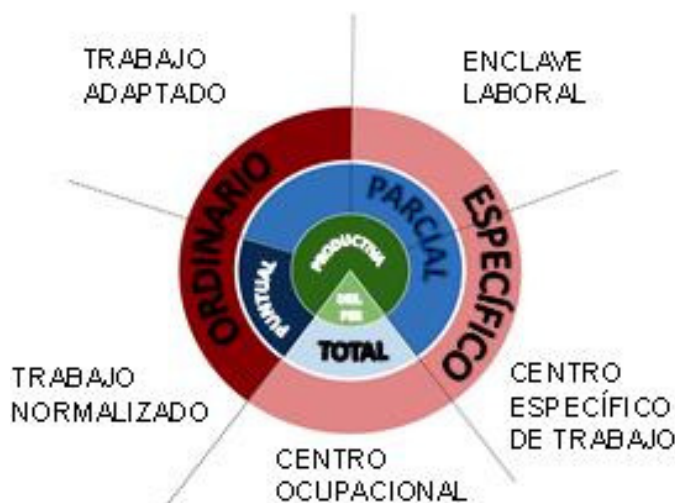 TRABAJO
ADAPTADO
ENCLAVE
LABORAL
ORDINARIO
ESPECÍFICO
PARCIAL
PUNTUAL
TOTAL
PRODUCTIVA
DEL
TRABAJO
NORMALIZADO
CENTRO
ESPECÍFICO
DE TRABAJO
CENTRO
OCUPACIONAL